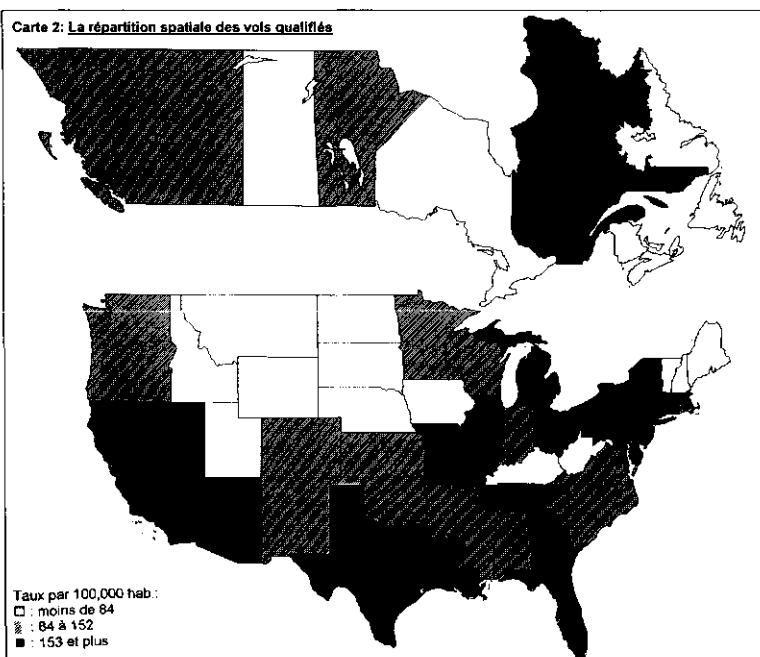 Carte 2: La répartition spatiale des vols qualifiés
Taux par 100,000 hab.:
□ : moins de 84
▨ : 84 à 152
■ : 153 et plus